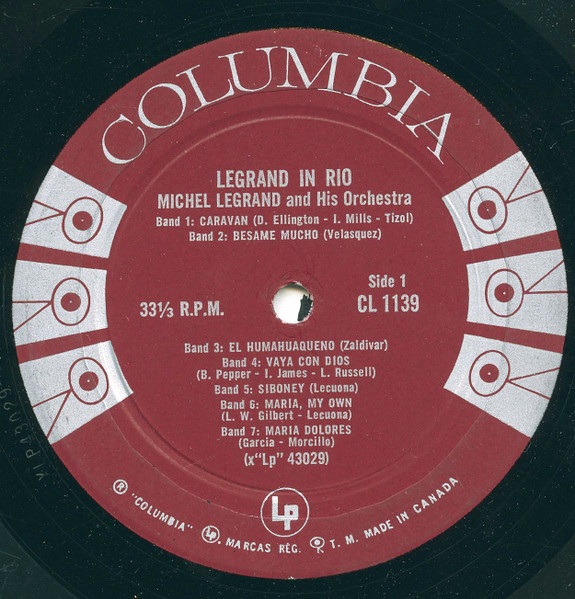 COLUMBIA
LEGRAND IN RIO
MICHEL LEGRAND and His Orchestra
Band 1: CARAVAN (D. Ellington - I. Mills - Tizol)
Band 2: BESAME MUCHO (Velasquez)
33⅓ R.P.M.
Side 1
CL 1139
Band 3: EL HUMAHUAQUENO (Zaldivar)
Band 4: VAYA CON DIOS
(B. Pepper - I. James - L. Russell)
Band 5: SIBONEY (Lecuona)
Band 6: MARIA, MY OWN
(L. W. Gilbert - Lecuona)
Band 7: MARIA DOLORES
(Garcia - Morcillo)
(x"Lp" 43029)
Lp
® "COLUMBIA" Lp. MARCAS REG. T. M. MADE IN CANADA